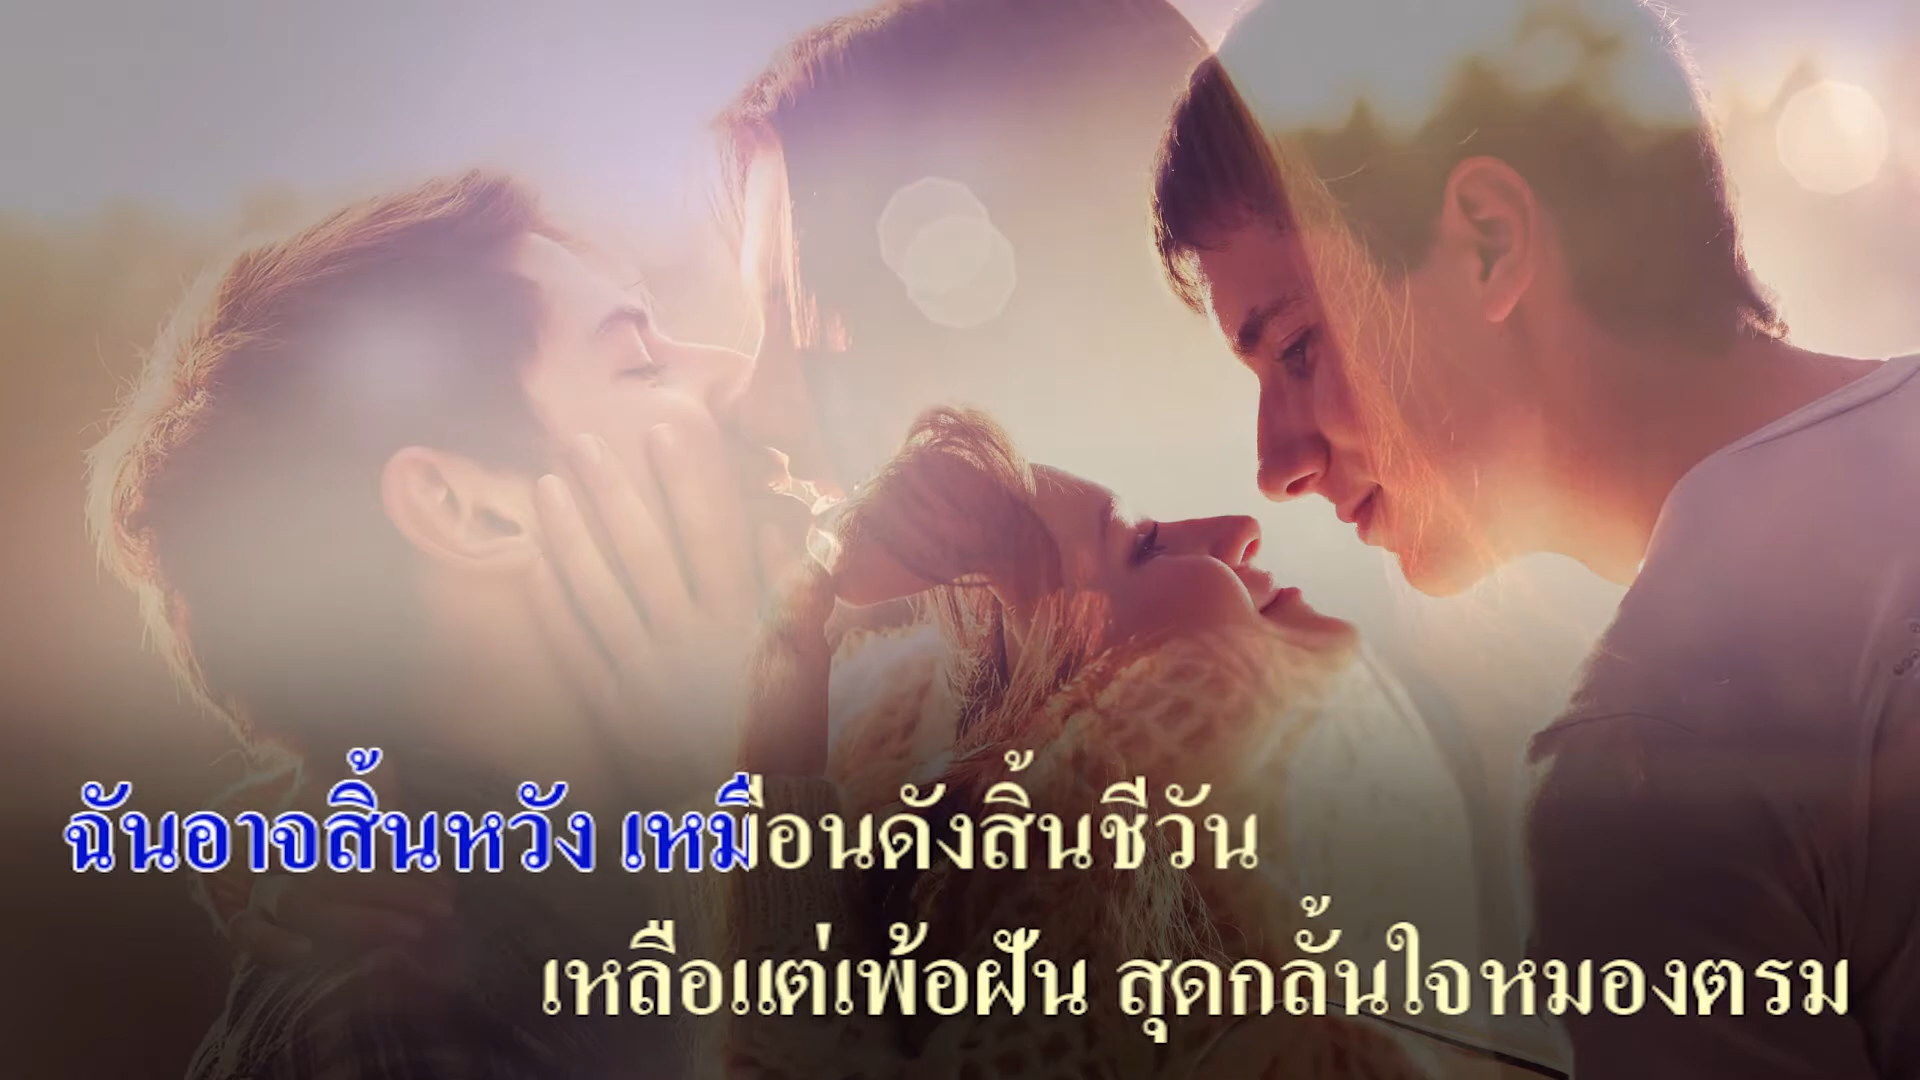 ฉันอาจสิ้นหวัง เหมือนดังสิ้นชีวัน
เหลือแต่เพ้อฝัน สุดกลั้นใจหมองตรม